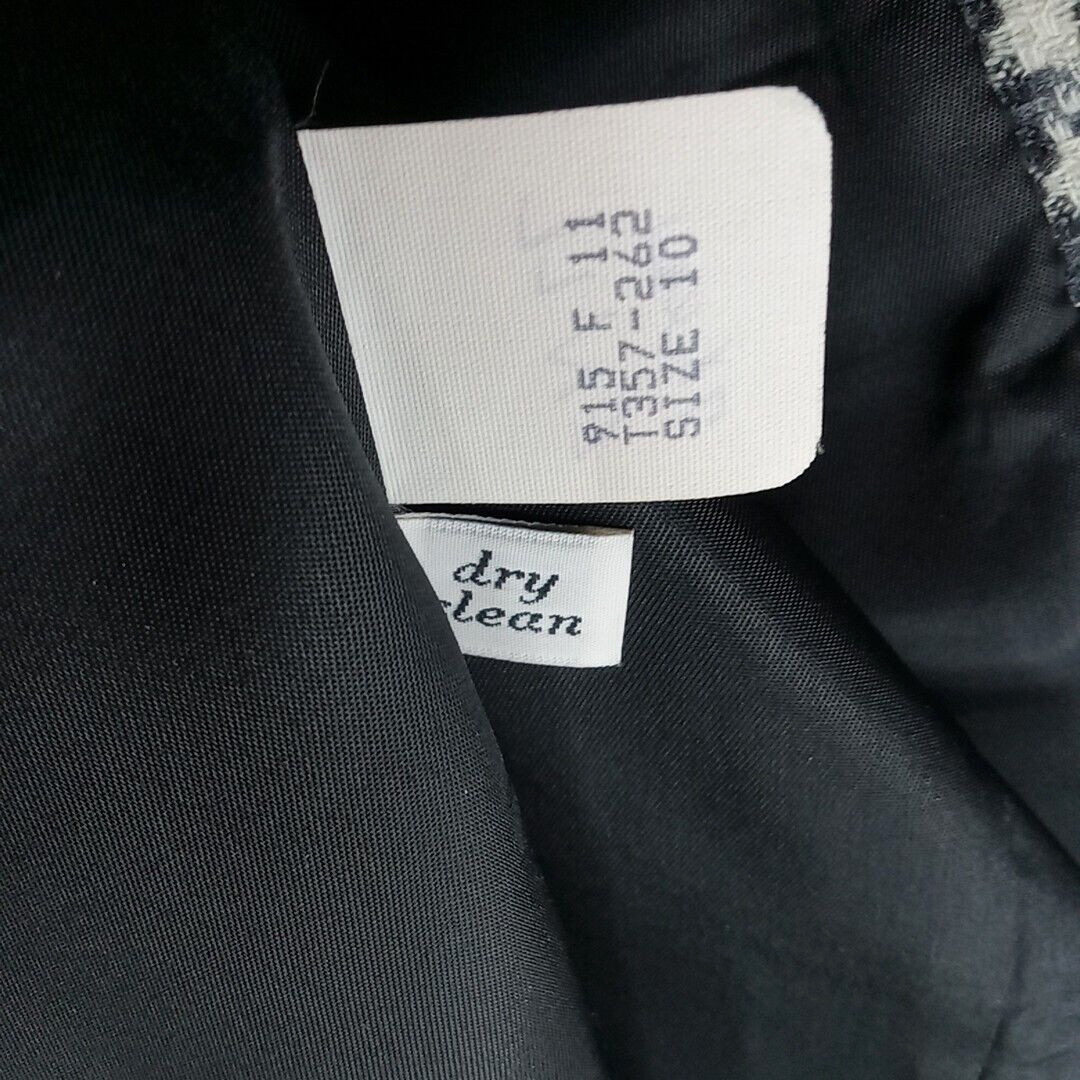 915 F 11
T357-262
SIZE 10
dry
clean